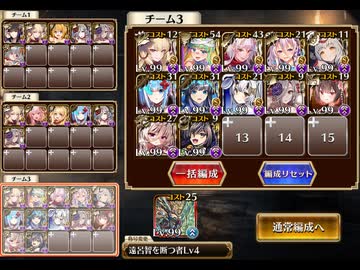 チーム1
チーム2
チーム3
チーム3
コスト12
コスト54
コスト43
コスト21
コスト11
Lv.99
Lv.99
Lv.99
Lv.99
Lv.99
コスト31
コスト31
コスト21
コスト9
コスト19
Lv.99
Lv.99
Lv.99
Lv.99
Lv.99
コスト27
Lv.99
Lv.99
13
14
15
一括編成
編成リセット
コスト25
遠呂智を断つ者Lv4
通常編成へ